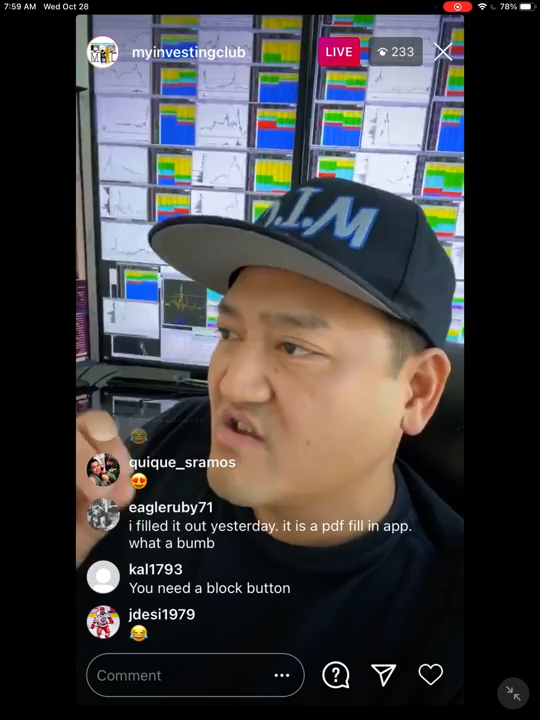 7:59 AM Wed Oct 28
78%
myinvestingclub
LIVE
233
M.I.
quique_sramos
😍
eagleruby71
i filled it out yesterday. it is a pdf fill in app.
what a bumb
kal1793
You need a block button
jdesi1979
😂
Comment